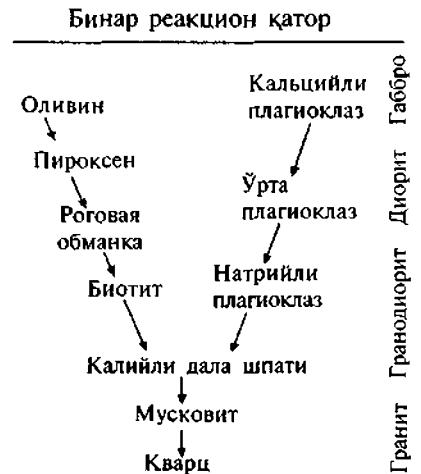 Бинар реакцион қатор
Оливин
Пироксен
Роговая
обманка
Биотит
Кальцийли
плагиоклаз
Ўрта
плагиоклаз
Натрийли
плагиоклаз
Калийли дала шпати
Мусковит
Кварц
Габбро
Диорит
Гранодиорит
Гранит